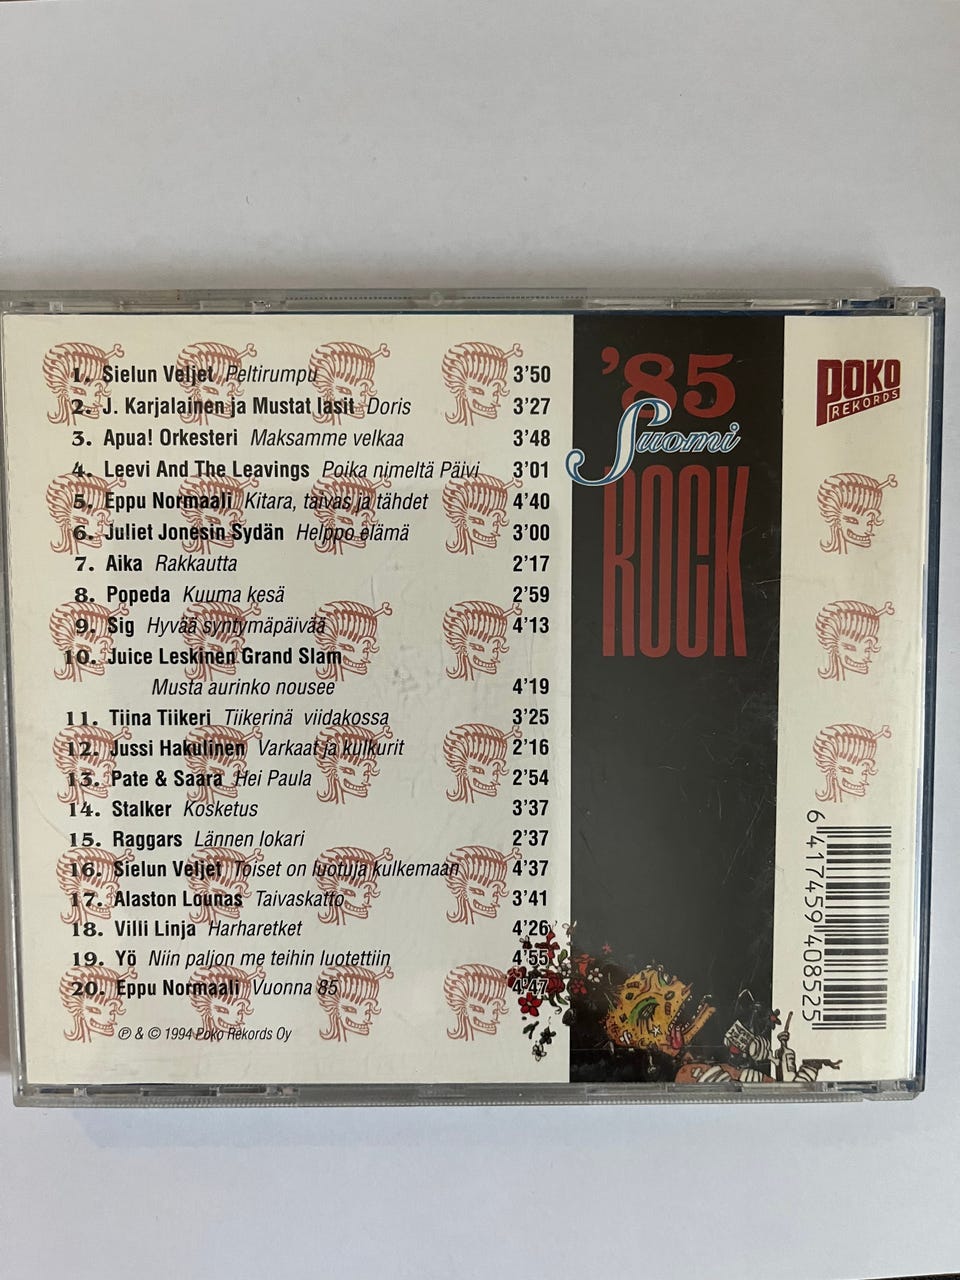 1. Sielun Veljet Peltirumpu 3'50
2. J. Karjalainen ja Mustat lasit Doris 3'27
3. Apua! Orkesteri Maksamme velkaa 3'48
4. Leevi And The Leavings Poika nimeltä Päivi 3'01
5. Eppu Normaali Kitara, taivas ja tähdet 4'40
6. Juliet Jonesin Sydän Helppo elämä 3'00
7. Aika Rakkautta 2'17
8. Popeda Kuuma kesä 2'59
9. Sig Hyvää syntymäpäivää 4'13
10. Juice Leskinen Grand Slam
Musta aurinko nousee 4'19
11. Tiina Tiikeri Tiikerinä viidakossa 3'25
12. Jussi Hakulinen Varkaat ja kulkurit 2'16
13. Pate & Saara Hei Paula 2'54
14. Stalker Kosketus 3'37
15. Raggars Lännen lokari 2'37
16. Sielun Veljet Toiset on luotuja kulkemaan 4'37
17. Alaston Lounas Taivaskatto 3'41
18. Villi Linja Harharetket 4'26
19. Yö Niin paljon me teihin luotettiin 4'55
20. Eppu Normaali Vuonna 85 4'47
℗ & © 1994 Poko Rekords Oy
'85
Suomi
ROCK
POKO
REKORDS
6 417459 408525